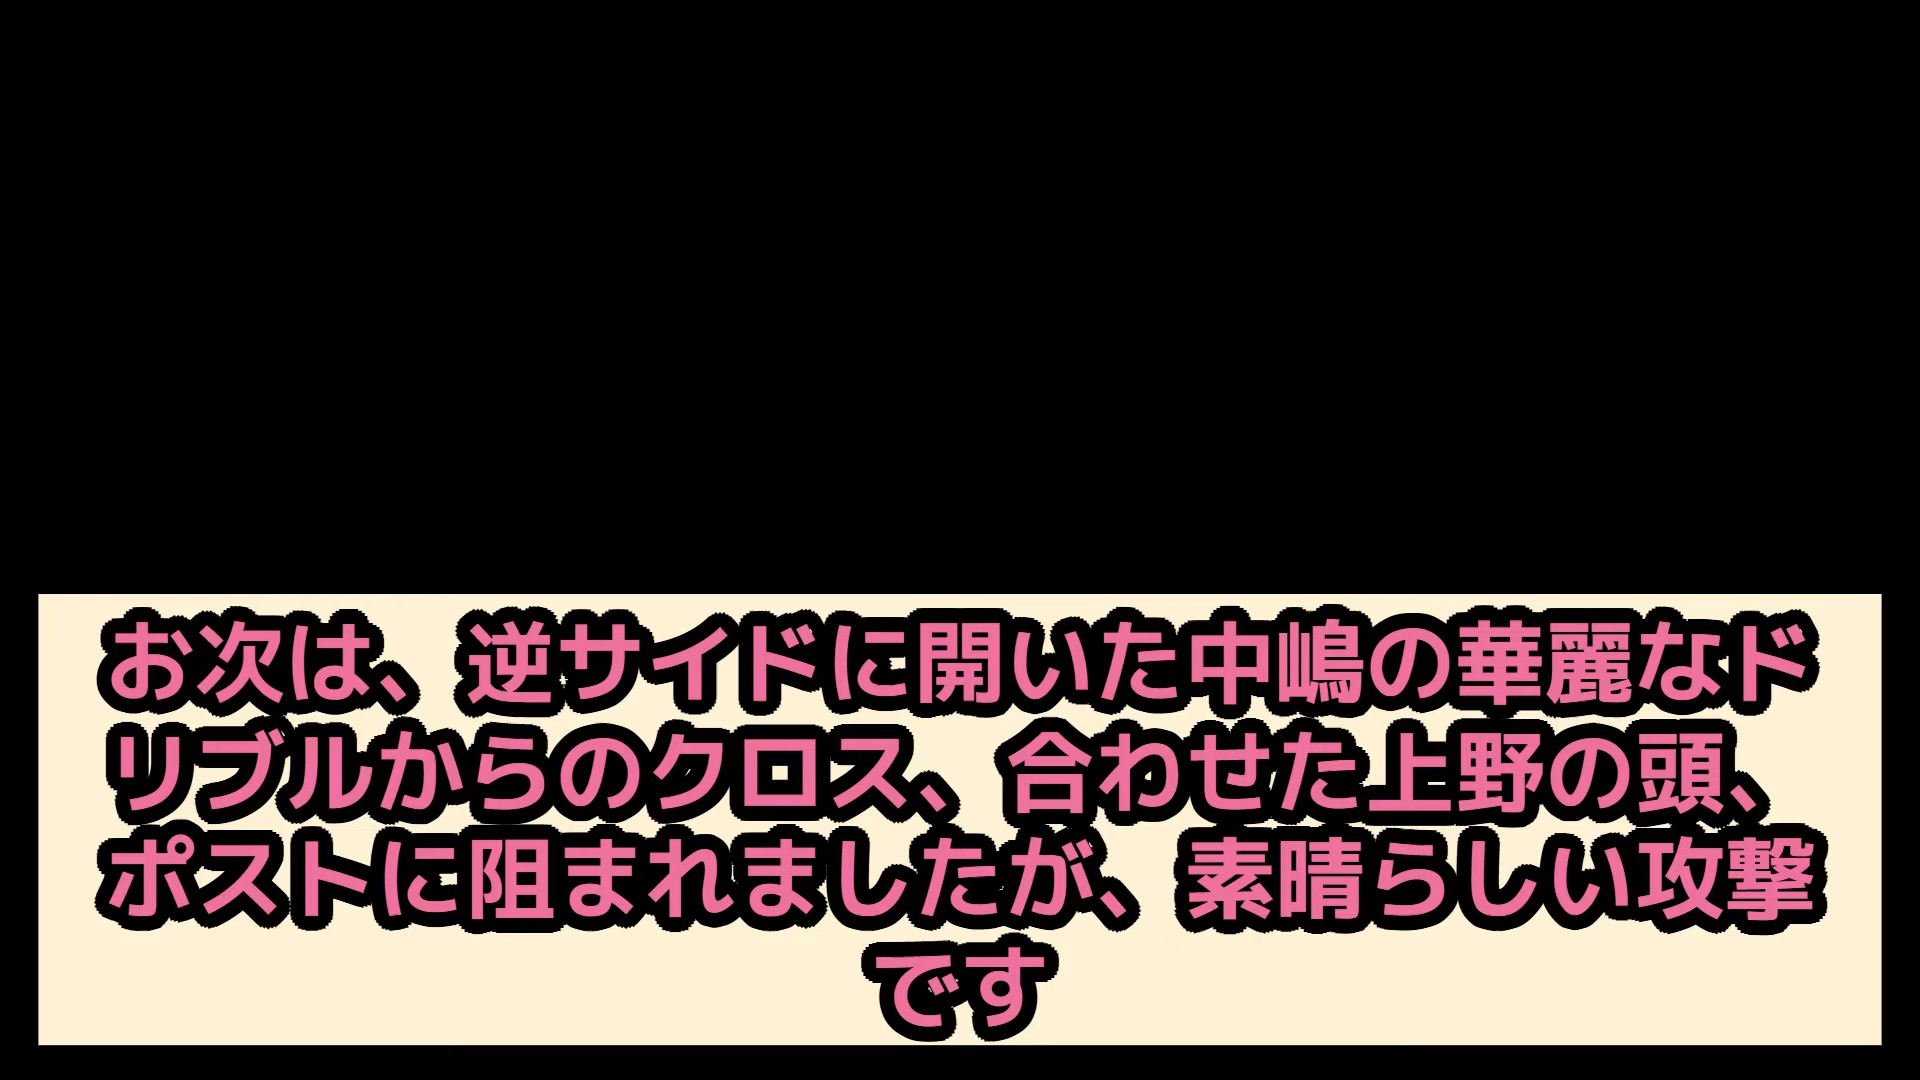 お次は、逆サイドに開いた中嶋の華麗なド
リブルからのクロス、合わせた上野の頭、
ポストに阻まれましたが、素晴らしい攻撃
です